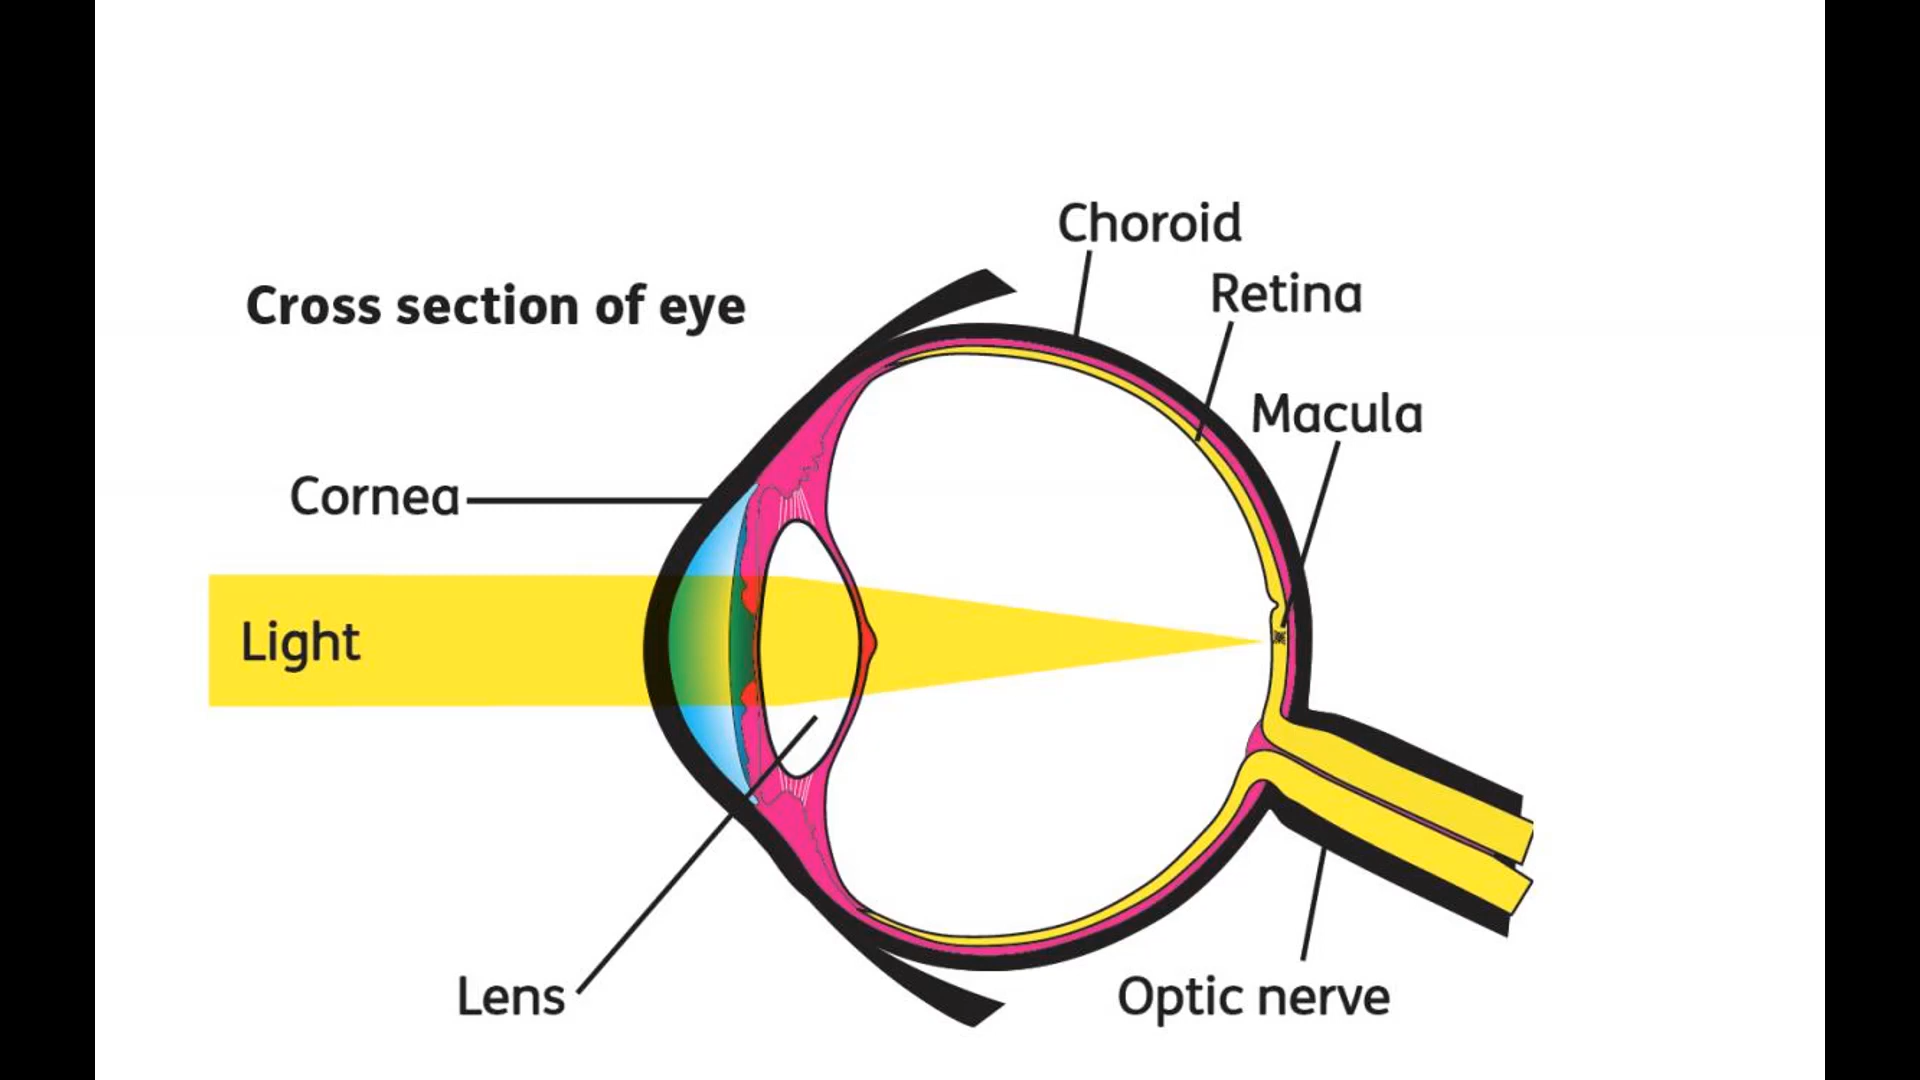 Choroid
Retina
Cross section of eye
Macula
Cornea
Light
Lens
Optic nerve